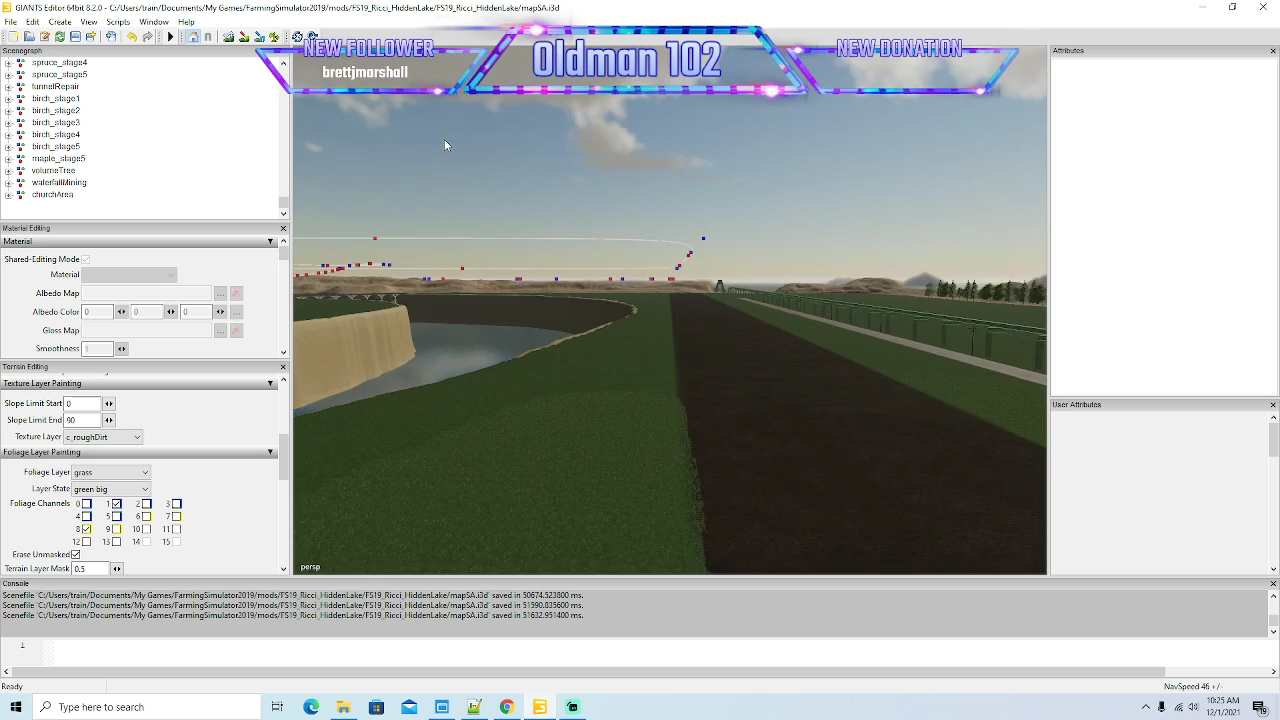 GIANTS Editor 64bit 8.2.0 - [C:/Users/train/Documents/My Games/FarmingSimulator2019/mods/FS19_Ricci_HiddenLake/FS19_Ricci_HiddenLake/mapSA.i3d]
File Edit Create View Scripts Window Help
NEW FOLLOWER
brettjmarshall
Oldman 102
NEW DONATION
Scenegraph
spruce_stage4
spruce_stage5
lumberRopes
birch_stage1
birch_stage2
birch_stage3
birch_stage4
birch_stage5
maple_stage5
volumeTree
waterfallMining
churchArea
Material Editing
Material
Shared-Editing Mode
Material
Albedo Map
Albedo Color 0 0 0
Gloss Map
Smoothness 1
Terrain Editing
Texture Layer Painting
Slope Limit Start 0
Slope Limit End 90
Texture Layer c_roughDirt
Foliage Layer Painting
Foliage Layer grass
Layer State green big
Foliage Channels 0 1 2 3
4 5 6 7
8 9 10 11
12 13 14 15
Erase Unmasked
Terrain Layer Mask 0.5
persp
User Attributes
Console
Scenefile 'C:/Users/train/Documents/My Games/FarmingSimulator2019/mods/FS19_Ricci_HiddenLake/FS19_Ricci_HiddenLake/mapSA.i3d' saved in 50674.523800 ms.
Scenefile 'C:/Users/train/Documents/My Games/FarmingSimulator2019/mods/FS19_Ricci_HiddenLake/FS19_Ricci_HiddenLake/mapSA.i3d' saved in 51590.835600 ms.
Scenefile 'C:/Users/train/Documents/My Games/FarmingSimulator2019/mods/FS19_Ricci_HiddenLake/FS19_Ricci_HiddenLake/mapSA.i3d' saved in 51632.951400 ms.
1
Ready
NavSpeed 46 +/-
Type here to search
10:25 AM
12/1/2021